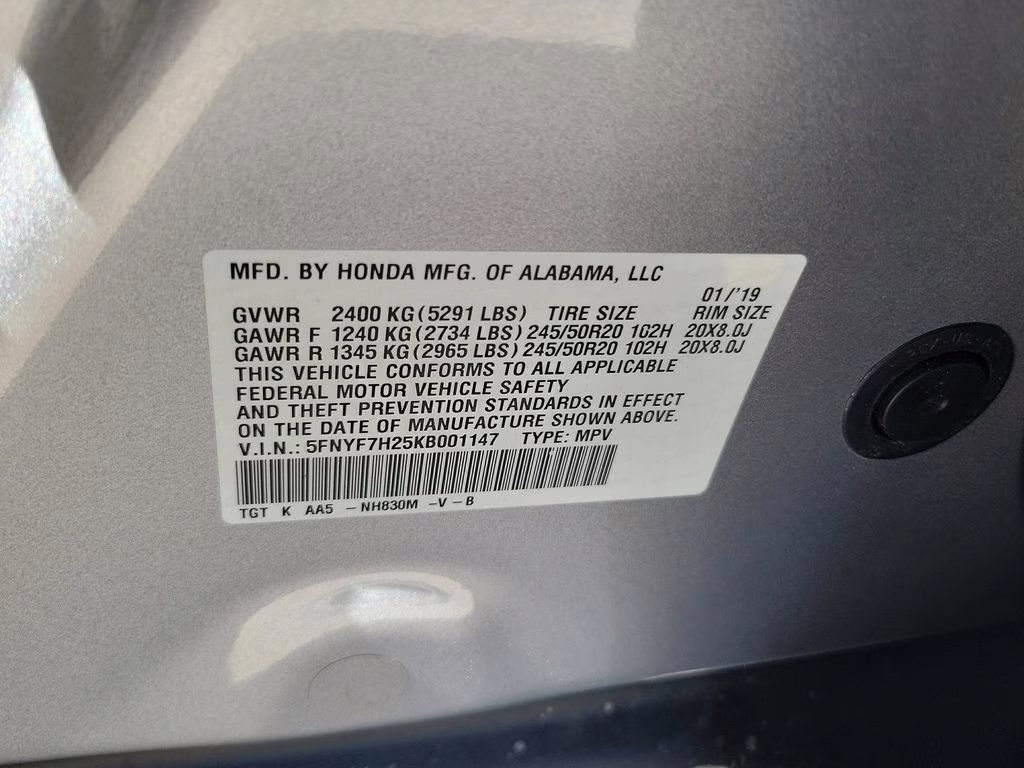 MFD. BY HONDA MFG. OF ALABAMA, LLC
01/'19
GVWR 2400 KG (5291 LBS) TIRE SIZE RIM SIZE
GAWR F 1240 KG (2734 LBS) 245/50R20 102H 20X8.0J
GAWR R 1345 KG (2965 LBS) 245/50R20 102H 20X8.0J
THIS VEHICLE CONFORMS TO ALL APPLICABLE
FEDERAL MOTOR VEHICLE SAFETY
AND THEFT PREVENTION STANDARDS IN EFFECT
ON THE DATE OF MANUFACTURE SHOWN ABOVE.
V.I.N.: 5FNYF7H25KB001147 TYPE: MPV
TGT K AA5 -NH830M -V-B